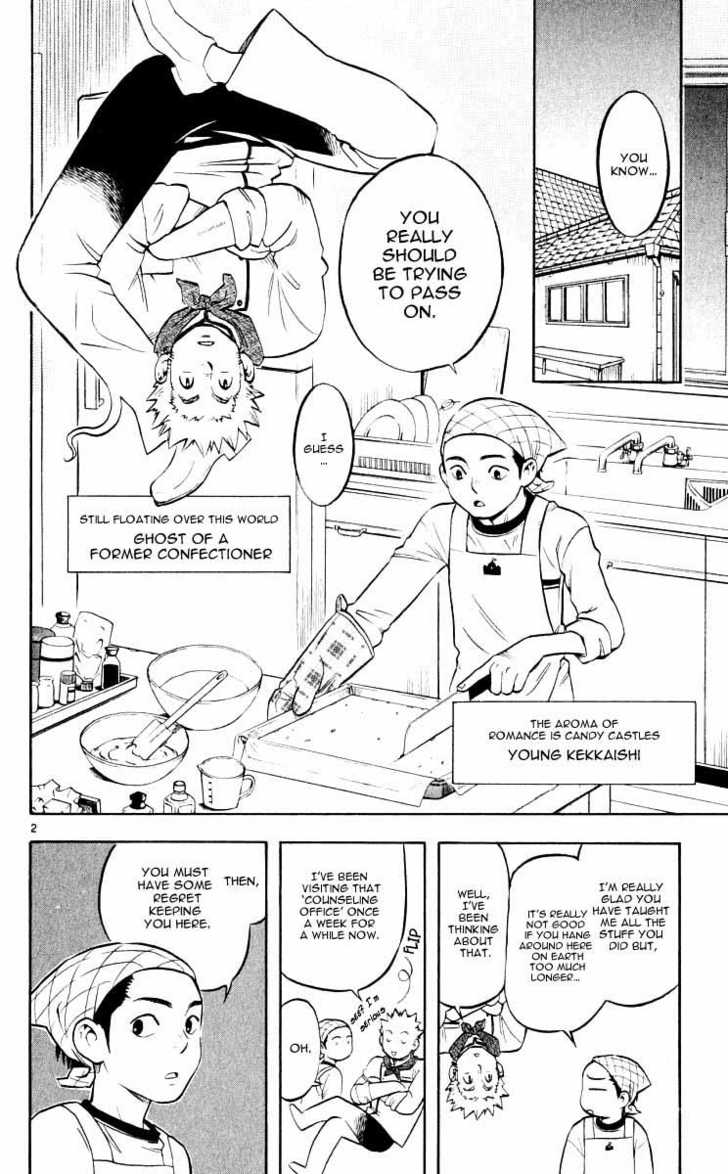 YOU
KNOW...
YOU
REALLY
SHOULD
BE TRYING
TO PASS
ON.
I
GUESS
...
STILL FLOATING OVER THIS WORLD
GHOST OF A
FORMER CONFECTIONER
THE AROMA OF
ROMANCE IS CANDY CASTLES
YOUNG KEKKAISHI
2
I'M REALLY
GLAD YOU
HAVE TAUGHT
ME ALL THE
STUFF YOU
DID BUT,
IT'S REALLY
NOT GOOD
IF YOU HANG
AROUND HERE
ON EARTH
TOO MUCH
LONGER...
WELL,
I'VE
BEEN
THINKING
ABOUT
THAT.
I'VE BEEN
VISITING THAT
'COUNSELING
OFFICE' ONCE
A WEEK FOR
A WHILE NOW.
FLIP
SEE? I'm
serious
OH,
THEN,
YOU MUST
HAVE SOME
REGRET
KEEPING
YOU HERE.